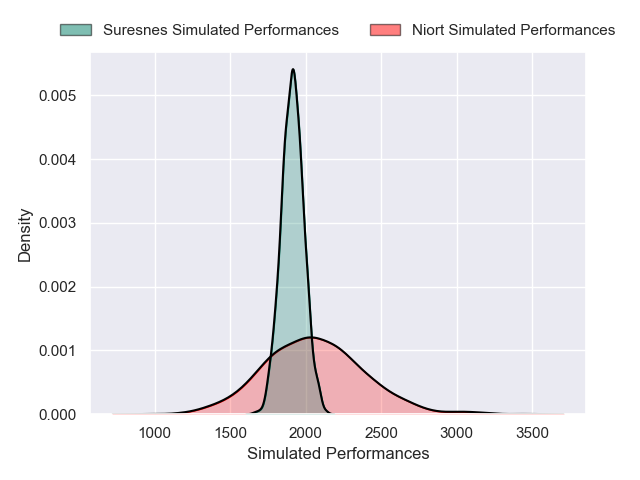 Suresnes Simulated Performances Niort Simulated Performances
0.005
0.004
0.003
0.002
0.001
0.000
Density
1000 1500 2000 2500 3000 3500
Simulated Performances